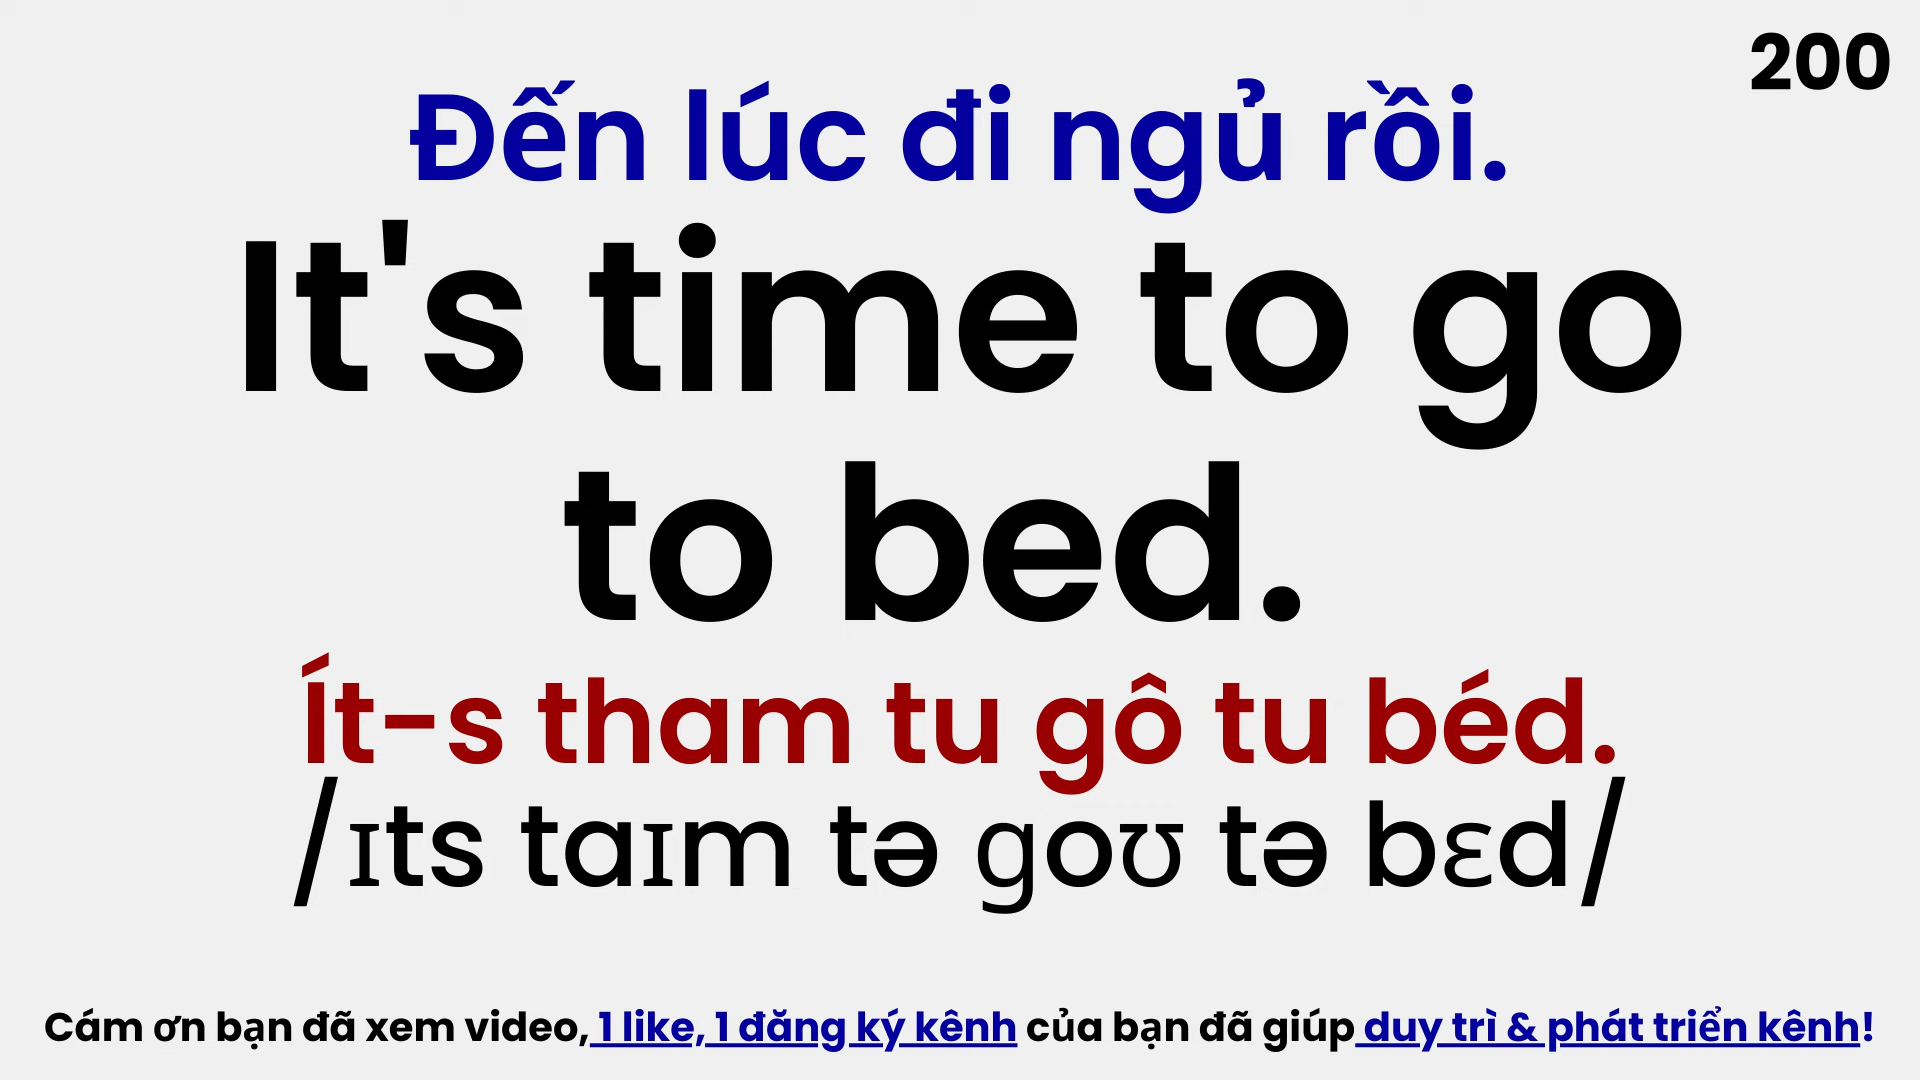 200
Đến lúc đi ngủ rồi.
It's time to go
to bed.
Ít-s tham tu gô tu béd.
/ɪts taɪm tə ɡoʊ tə bɛd/
Cám ơn bạn đã xem video, 1 like, 1 đăng ký kênh của bạn đã giúp duy trì & phát triển kênh!